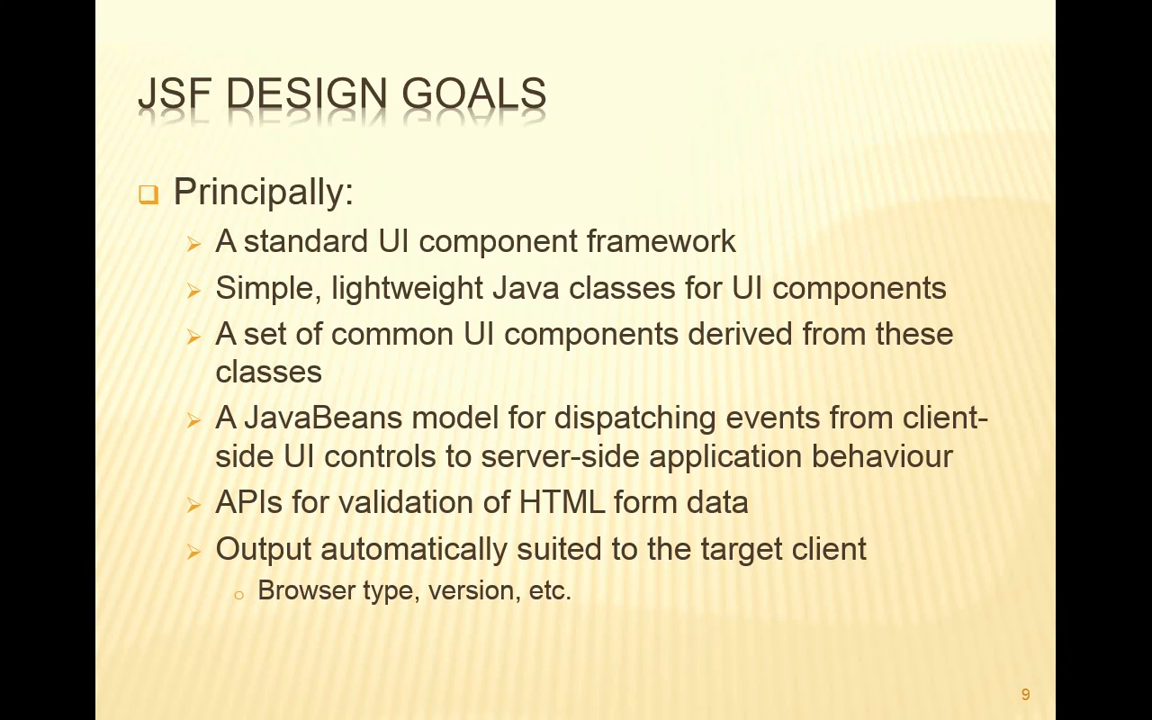 JSF DESIGN GOALS
Principally:
A standard UI component framework
Simple, lightweight Java classes for UI components
A set of common UI components derived from these
classes
A JavaBeans model for dispatching events from client-
side UI controls to server-side application behaviour
APIs for validation of HTML form data
Output automatically suited to the target client
Browser type, version, etc.
9